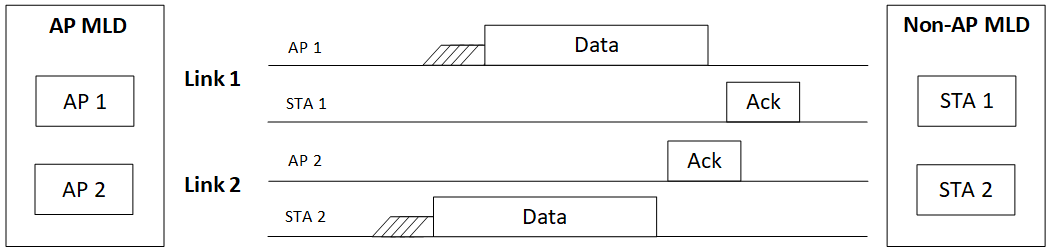 AP MLD
AP 1
AP 2
Link 1
Link 2
AP 1
Data
STA 1
Ack
AP 2
Ack
STA 2
Data
Non-AP MLD
STA 1
STA 2